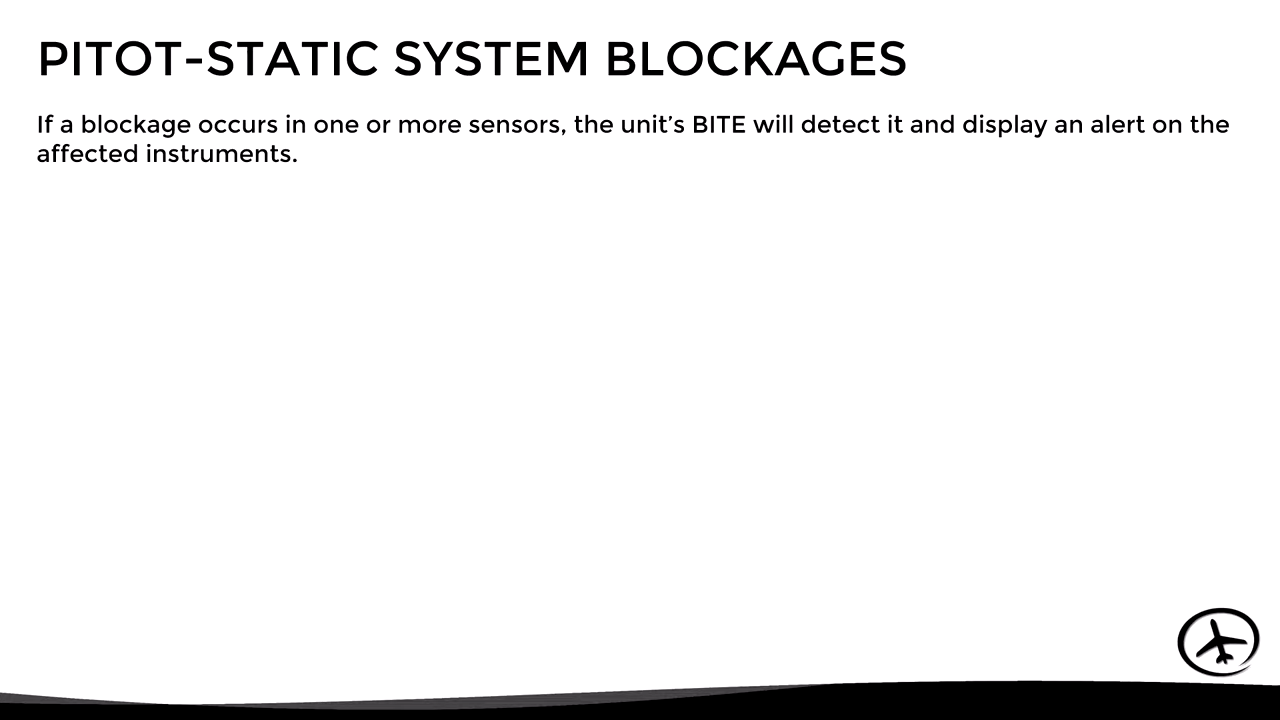 PITOT-STATIC SYSTEM BLOCKAGES
If a blockage occurs in one or more sensors, the unit’s BITE will detect it and display an alert on the
affected instruments.